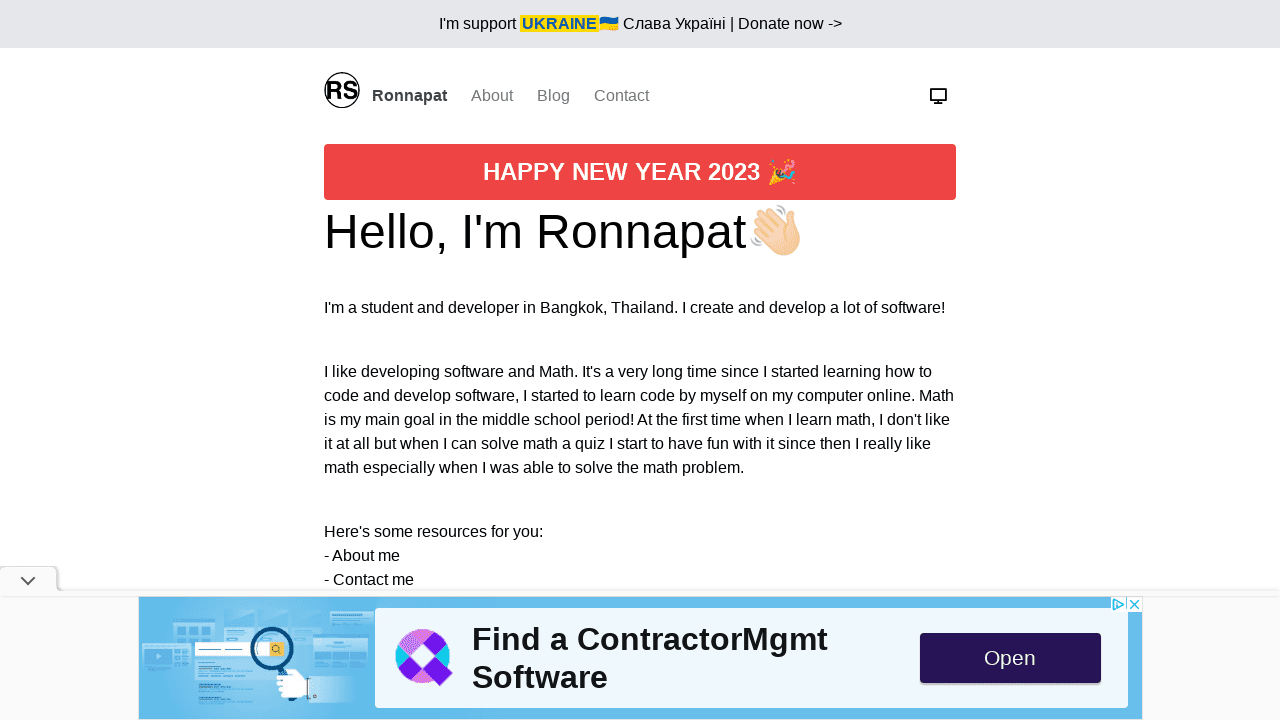 I'm support UKRAINE🇺🇦 Слава Україні | Donate now ->
RS Ronnapat About Blog Contact
HAPPY NEW YEAR 2023 🎉
Hello, I'm Ronnapat👋🏻
I'm a student and developer in Bangkok, Thailand. I create and develop a lot of software!
I like developing software and Math. It's a very long time since I started learning how to
code and develop software, I started to learn code by myself on my computer online. Math
is my main goal in the middle school period! At the first time when I learn math, I don't like
it at all but when I can solve math a quiz I start to have fun with it since then I really like
math especially when I was able to solve the math problem.
Here's some resources for you:
- About me
- Contact me
Find a ContractorMgmt
Software
Open